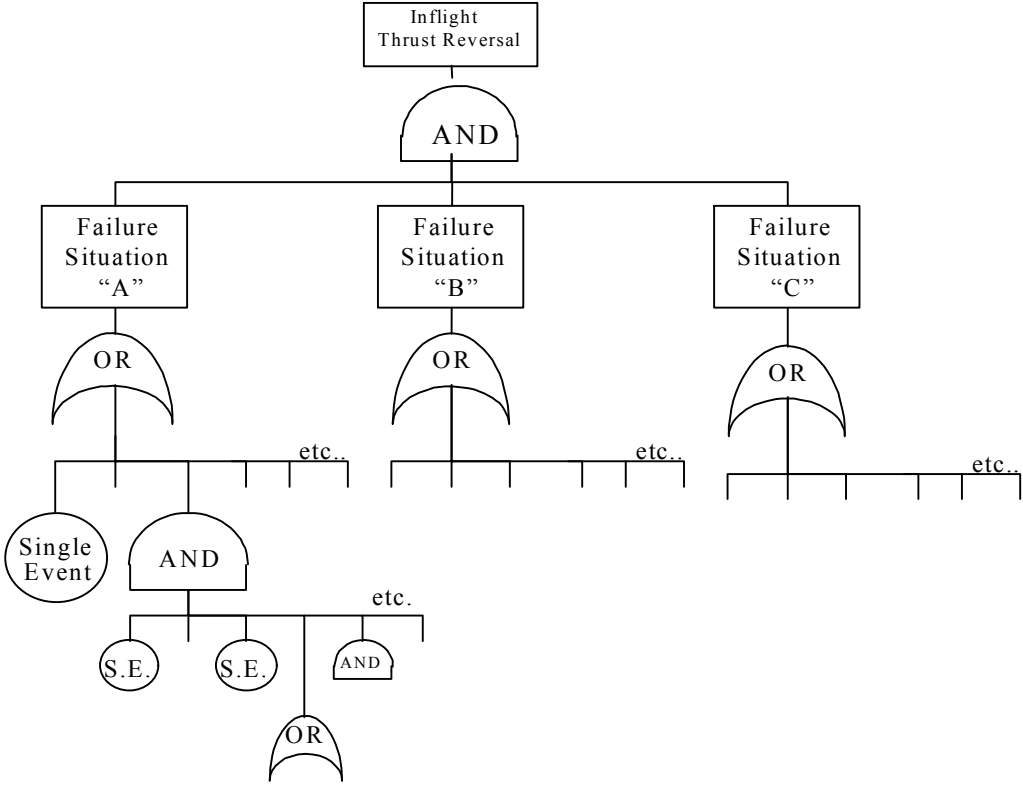 Inflight
Thrust Reversal
AND
Failure
Situation
“A”
Failure
Situation
“B”
Failure
Situation
“C”
OR
OR
OR
etc..
etc..
etc..
Single
Event
AND
etc.
S.E.
S.E.
AND
OR